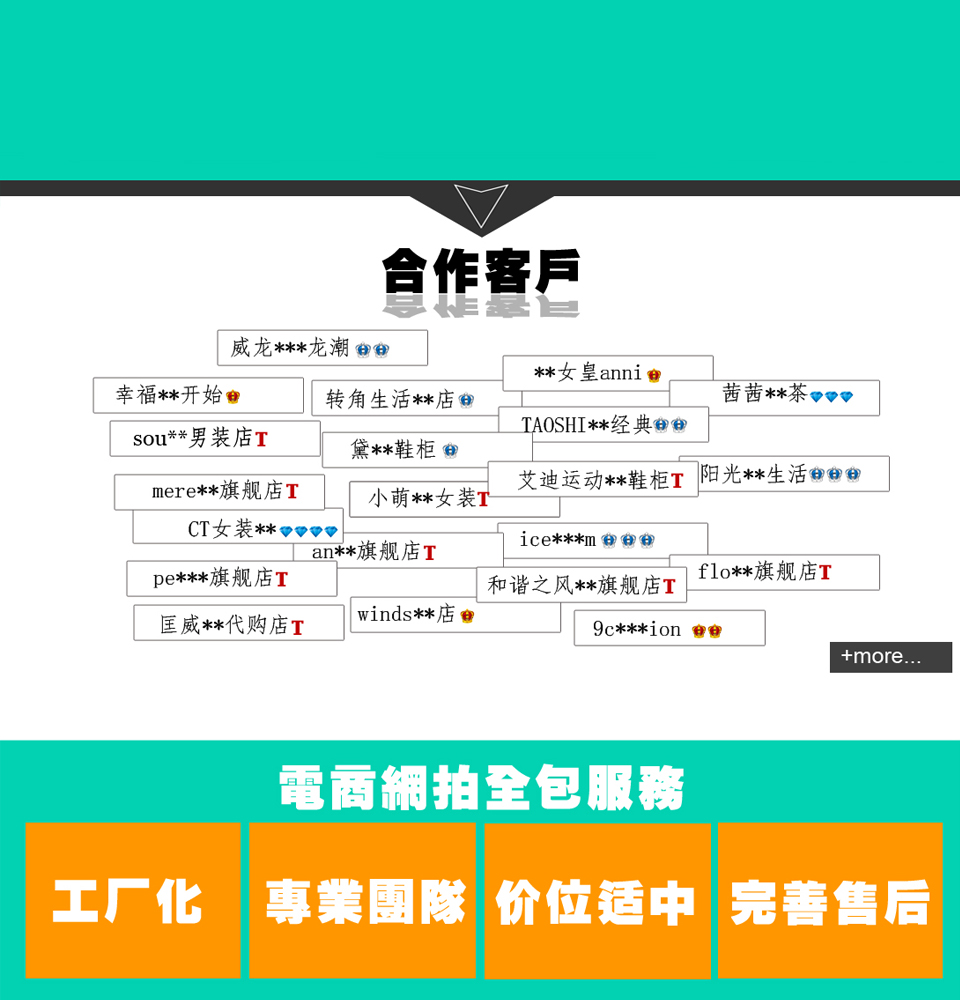 合作客戶
威龙***龙潮
**女皇anni
幸福**开始
转角生活**店
茜茜**茶
sou**男装店T
TAOSHI**经典
黛**鞋柜
阳光**生活
艾迪运动**鞋柜T
mere**旗舰店T
小萌**女装T
CT女装**
ice***m
an**旗舰店T
pe***旗舰店T
和谐之风**旗舰店T
flo**旗舰店T
匡威**代购店T
winds**店
9c***ion
+more...
電商網拍全包服務
工厂化
專業團隊
价位适中
完善售后